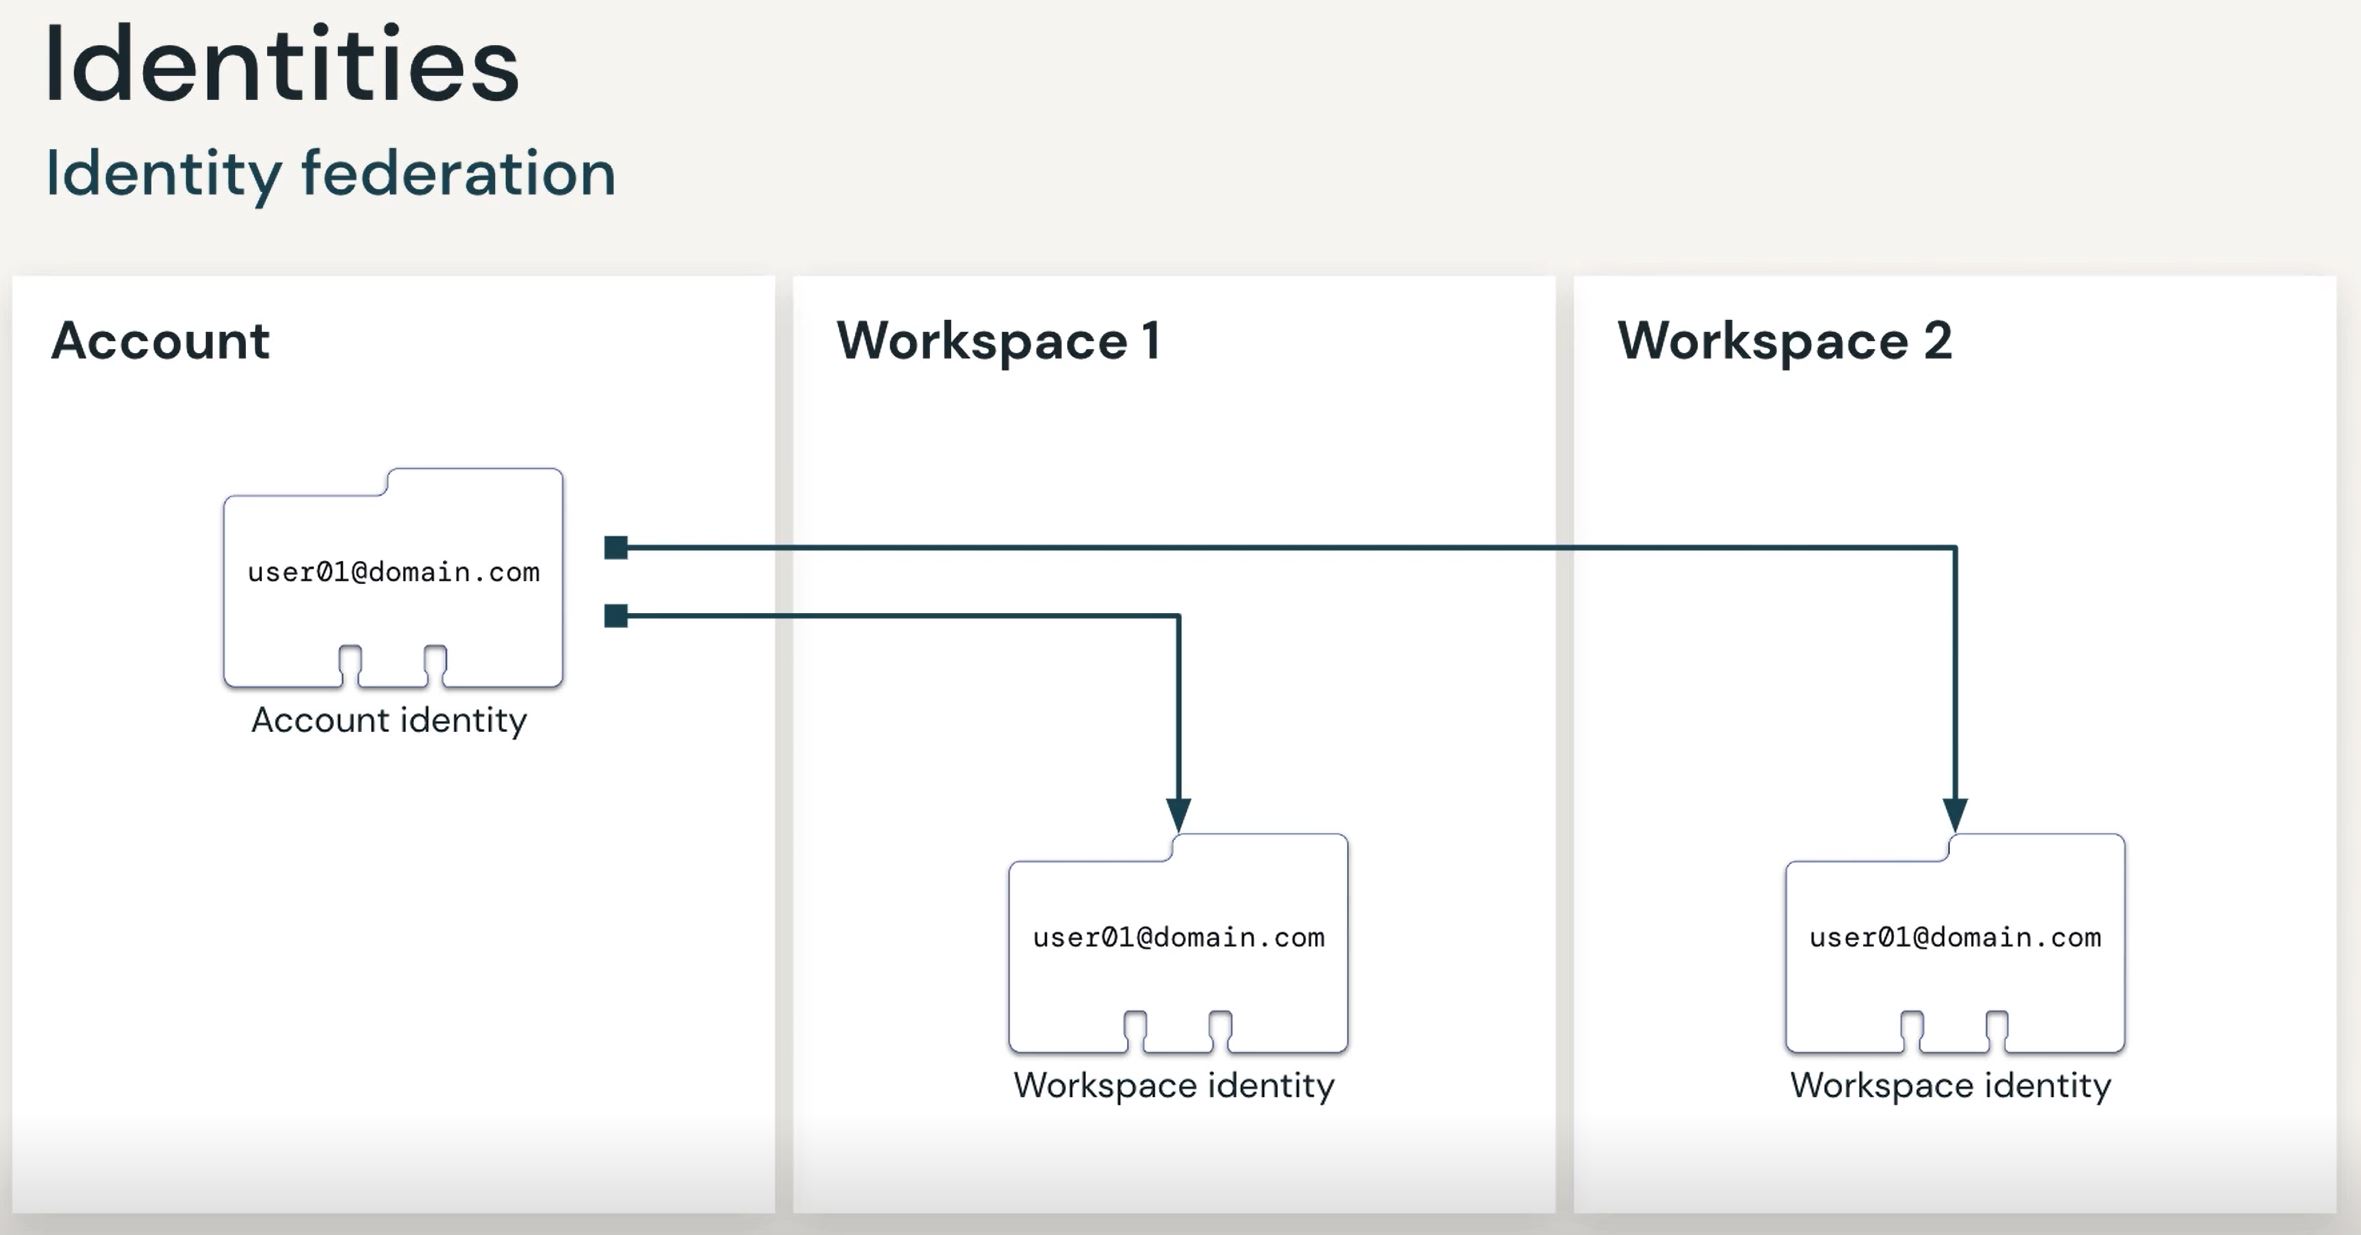 Identities
Identity federation
Account
user01@domain.com
Account identity
Workspace 1
user01@domain.com
Workspace identity
Workspace 2
user01@domain.com
Workspace identity